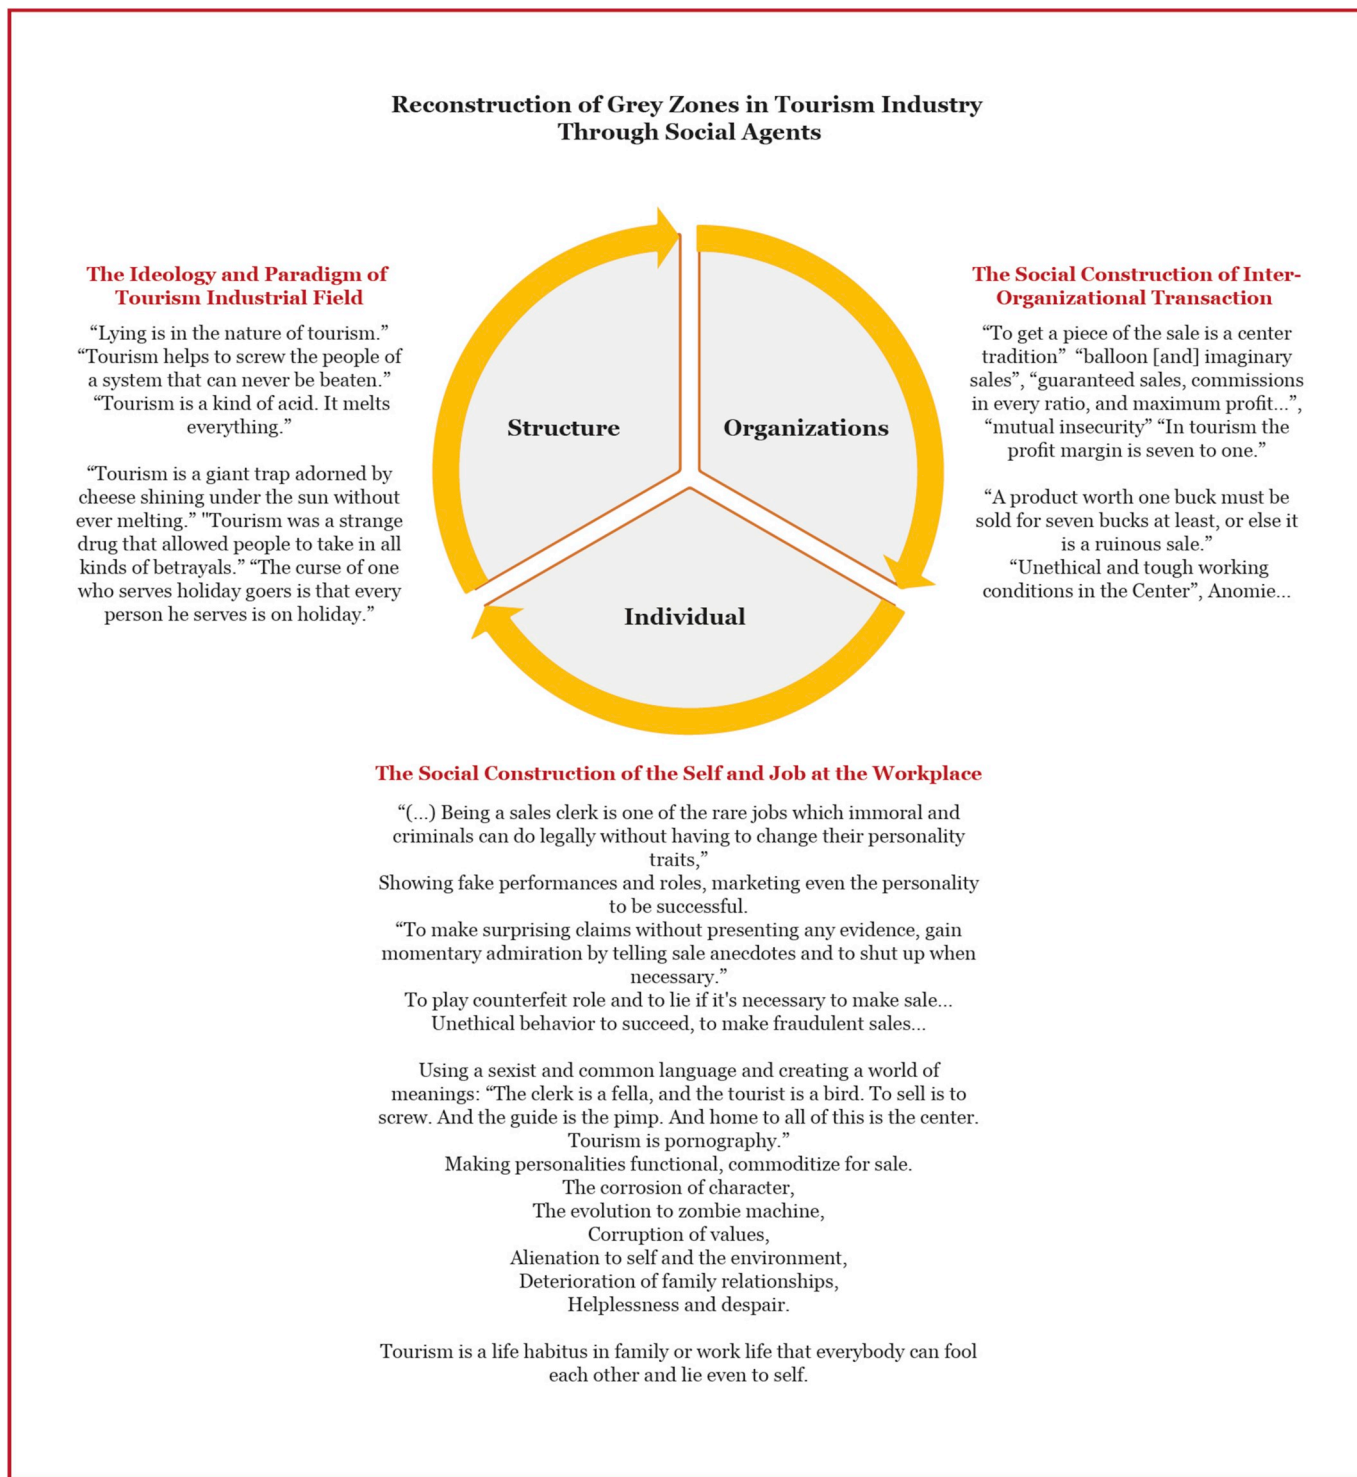 Reconstruction of Grey Zones in Tourism Industry
Through Social Agents
The Ideology and Paradigm of
Tourism Industrial Field
“Lying is in the nature of tourism.”
“Tourism helps to screw the people of
a system that can never be beaten.”
“Tourism is a kind of acid. It melts
everything.”
“Tourism is a giant trap adorned by
cheese shining under the sun without
ever melting.” "Tourism was a strange
drug that allowed people to take in all
kinds of betrayals.” “The curse of one
who serves holiday goers is that every
person he serves is on holiday.”
Structure
Organizations
Individual
The Social Construction of Inter-
Organizational Transaction
“To get a piece of the sale is a center
tradition”  “balloon [and] imaginary
sales”, “guaranteed sales, commissions
in every ratio, and maximum profit...”,
“mutual insecurity” “In tourism the
profit margin is seven to one.”
“A product worth one buck must be
sold for seven bucks at least, or else it
is a ruinous sale.”
“Unethical and tough working
conditions in the Center”, Anomie...
The Social Construction of the Self and Job at the Workplace
“(...) Being a sales clerk is one of the rare jobs which immoral and
criminals can do legally without having to change their personality
traits,”
Showing fake performances and roles, marketing even the personality
to be successful.
“To make surprising claims without presenting any evidence, gain
momentary admiration by telling sale anecdotes and to shut up when
necessary.”
To play counterfeit role and to lie if it's necessary to make sale...
Unethical behavior to succeed, to make fraudulent sales...
Using a sexist and common language and creating a world of
meanings: “The clerk is a fella, and the tourist is a bird. To sell is to
screw. And the guide is the pimp. And home to all of this is the center.
Tourism is pornography.”
Making personalities functional, commoditize for sale.
The corrosion of character,
The evolution to zombie machine,
Corruption of values,
Alienation to self and the environment,
Deterioration of family relationships,
Helplessness and despair.
Tourism is a life habitus in family or work life that everybody can fool
each other and lie even to self.